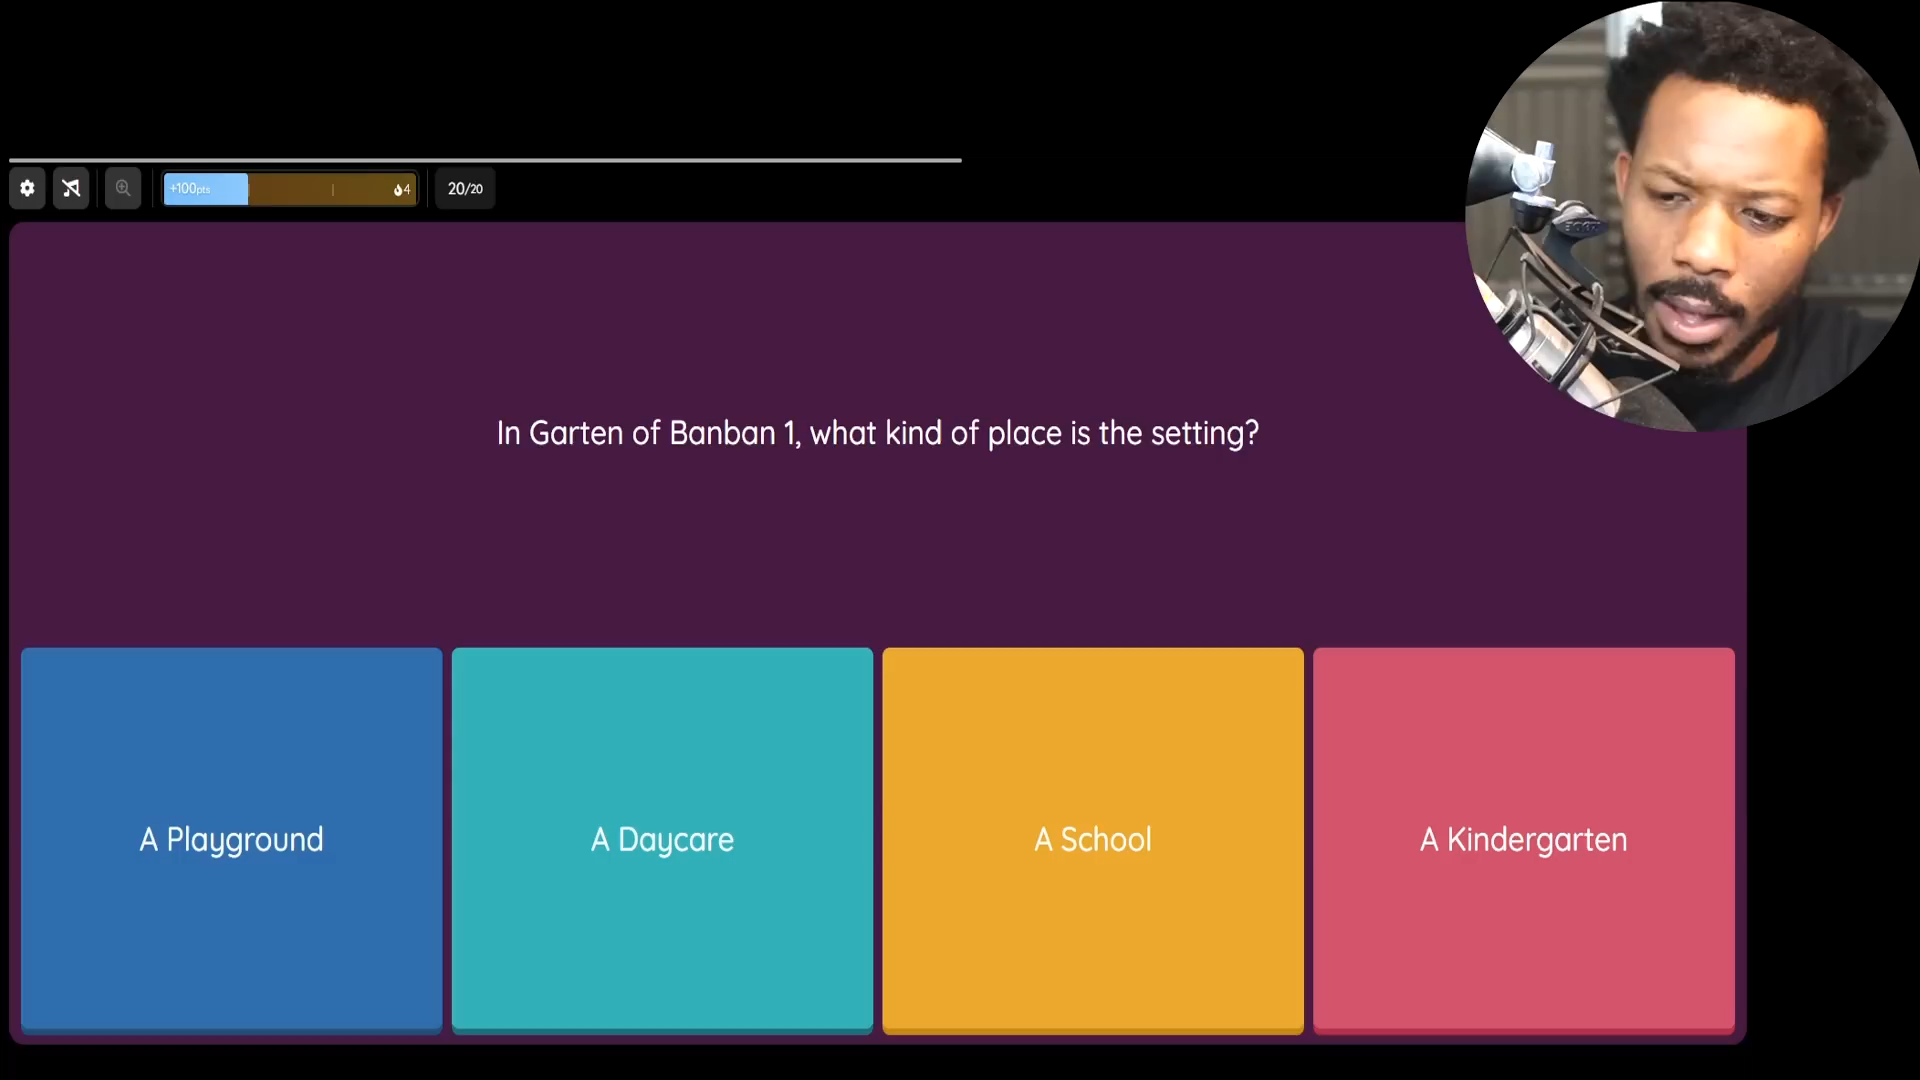 +100pts
4
20/20
In Garten of Banban 1, what kind of place is the setting?
A Playground
A Daycare
A School
A Kindergarten